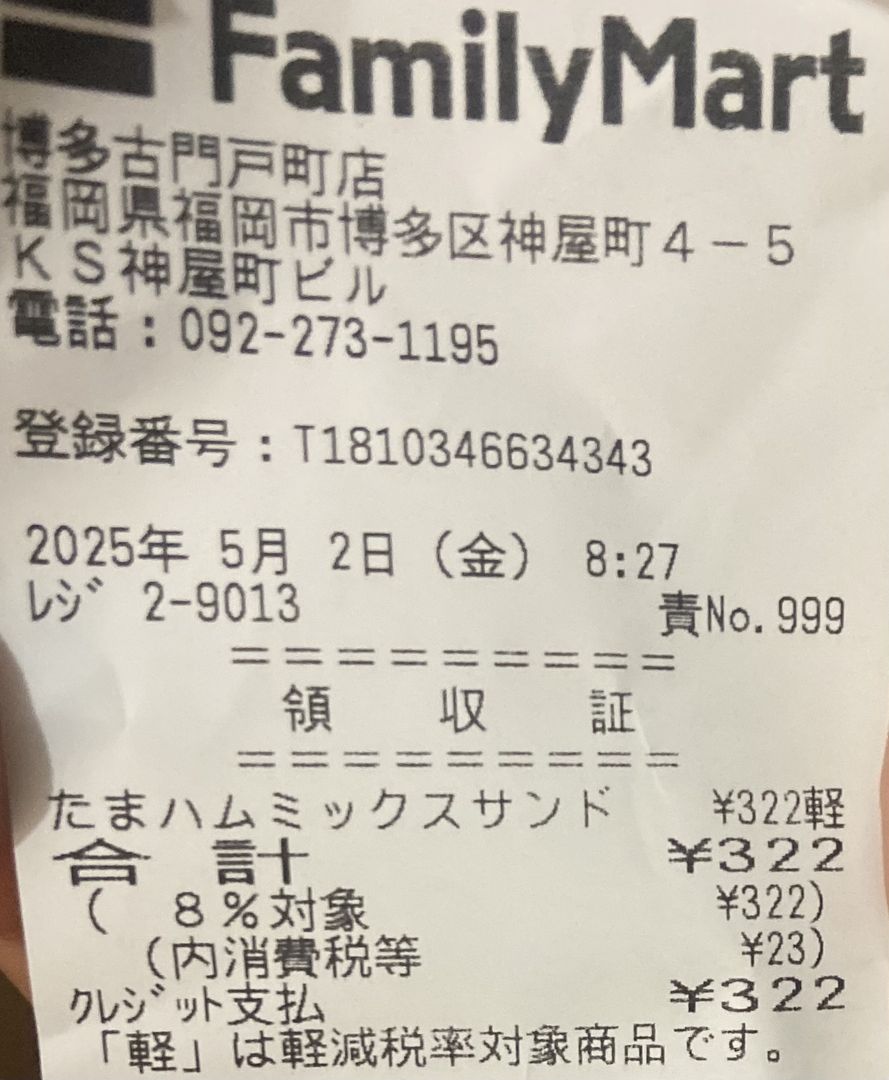 FamilyMart
博多古門戸町店
福岡県福岡市博多区神屋町4-5
KS神屋町ビル
電話:092-273-1195
登録番号:T1810346634343
2025年 5月 2日(金) 8:27
レジ 2-9013 責No.999
=========
領 収 証
=========
たまハムミックスサンド ¥322軽
合 計 ¥322
( 8%対象 ¥322)
(内消費税等 ¥23)
クレジット支払 ¥322
「軽」は軽減税率対象商品です。